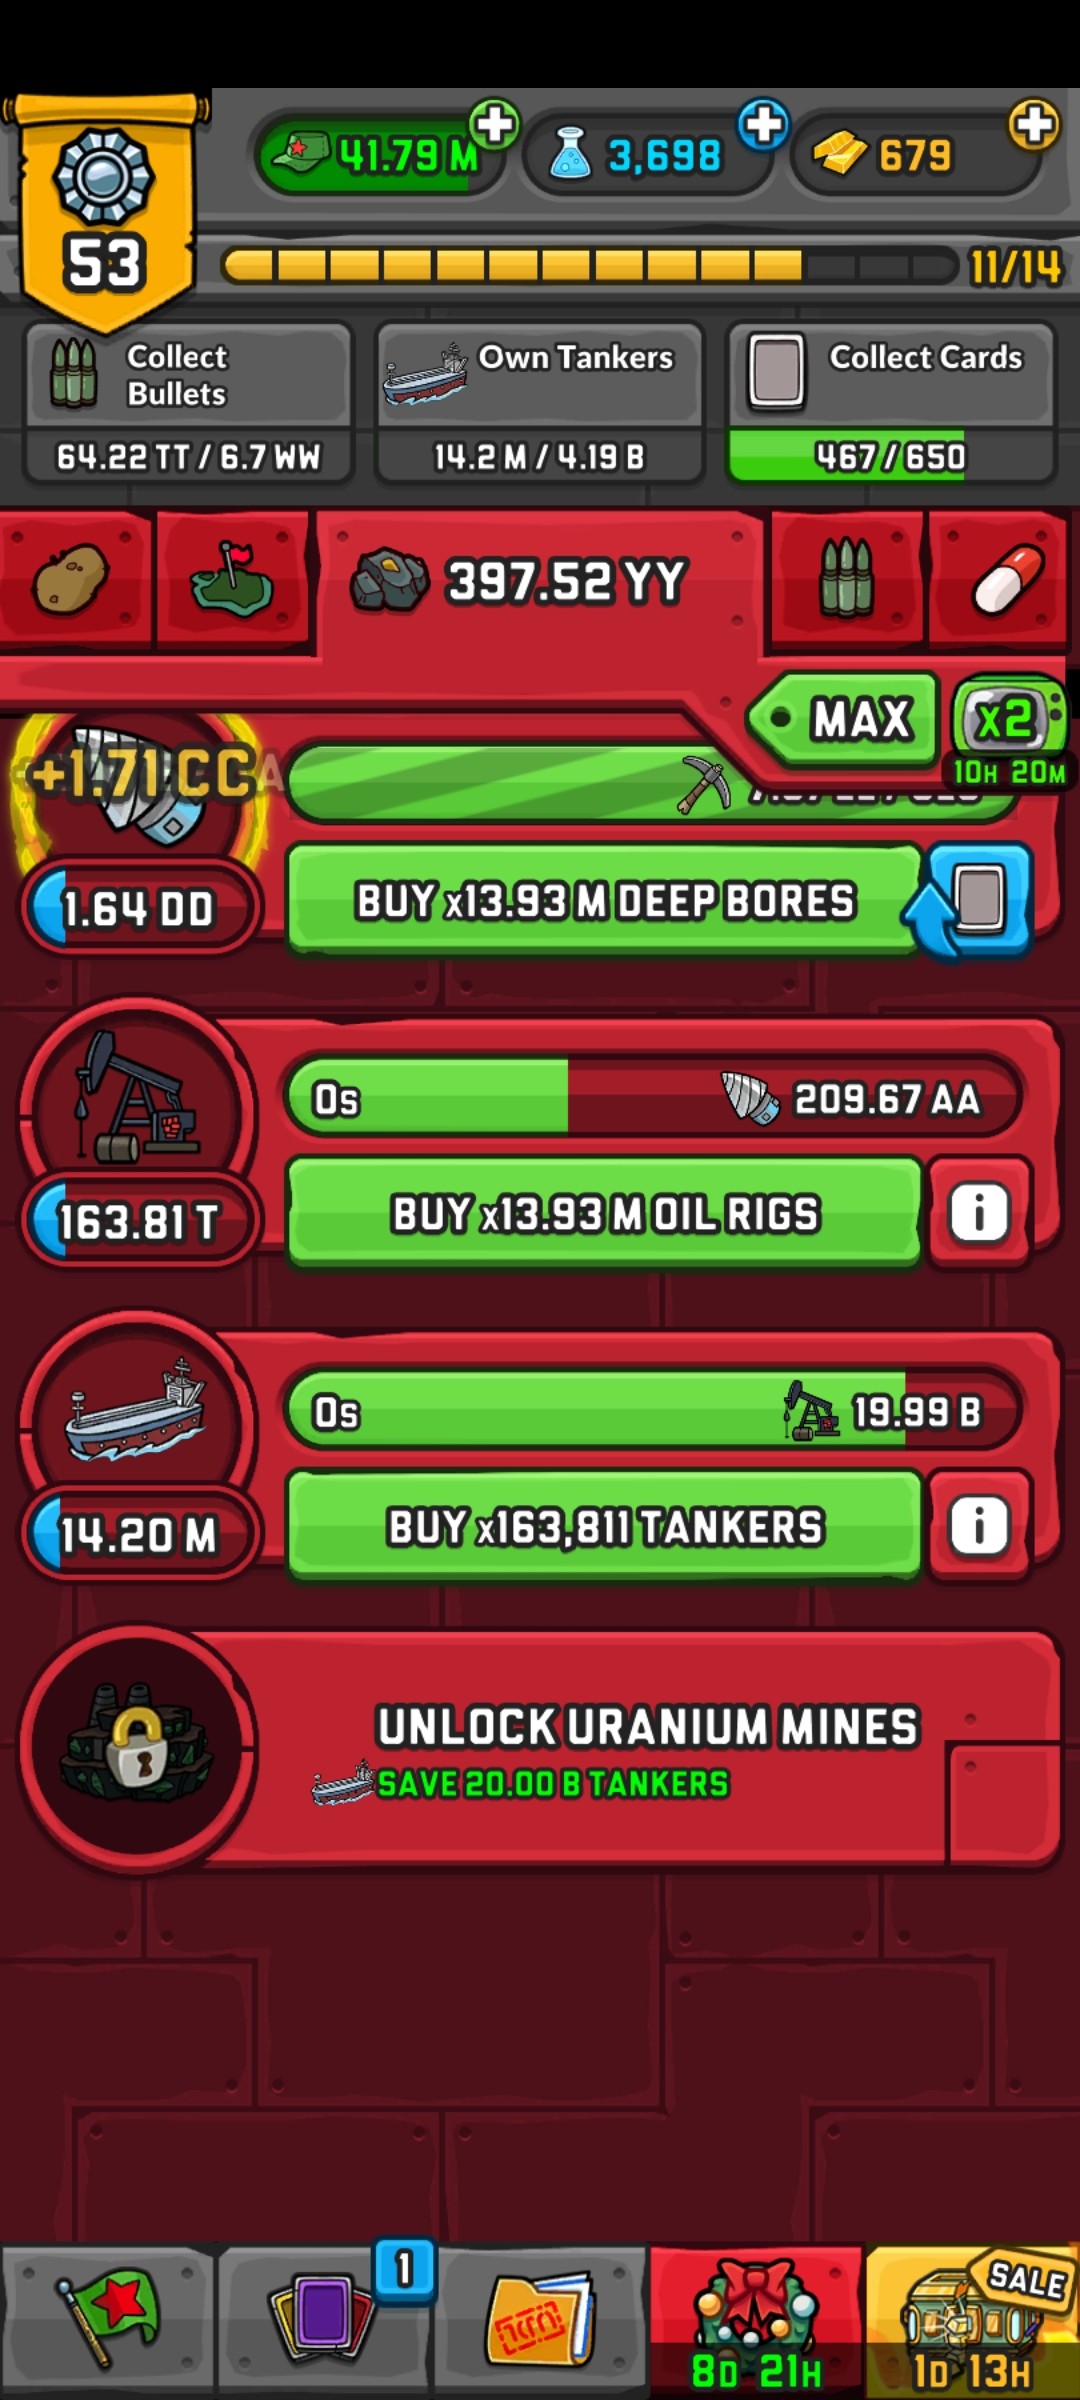 41.79 M
3,698
679
53
11/14
Collect
Bullets
Own Tankers
Collect Cards
64.22 TT / 6.7 WW
14.2 M / 4.19 B
467 / 650
397.52 YY
MAX
x2
10H 20M
+1.71 CC
1.64 DD
BUY x13.93 M DEEP BORES
0s
209.67 AA
163.81 T
BUY x13.93 M OIL RIGS
i
0s
19.99 B
14.20 M
BUY x163,811 TANKERS
i
UNLOCK URANIUM MINES
SAVE 20.00 B TANKERS
1
SALE
8D 21H
1D 13H